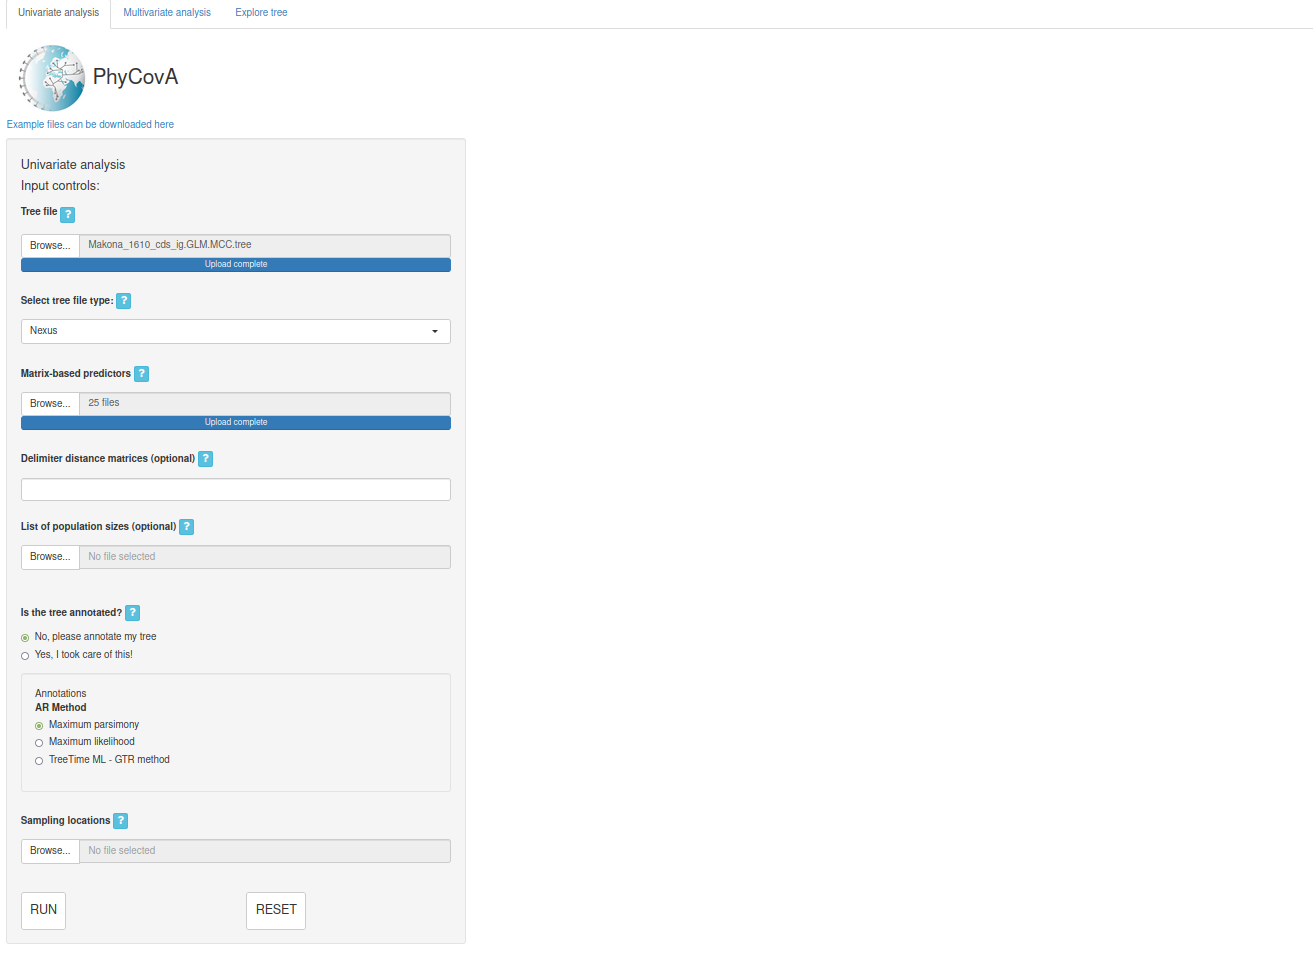 Univariate analysis Multivariate analysis Explore tree
PhyCovA
Example files can be downloaded here
Univariate analysis
Input controls:
Tree file ?
Browse... Makona_1610_cds_ig.GLM.MCC.tree
Upload complete
Select tree file type: ?
Nexus
Matrix-based predictors ?
Browse... 25 files
Upload complete
Delimiter distance matrices (optional) ?
List of population sizes (optional) ?
Browse... No file selected
Is the tree annotated? ?
No, please annotate my tree
Yes, I took care of this!
Annotations
AR Method
Maximum parsimony
Maximum likelihood
TreeTime ML - GTR method
Sampling locations ?
Browse... No file selected
RUN RESET